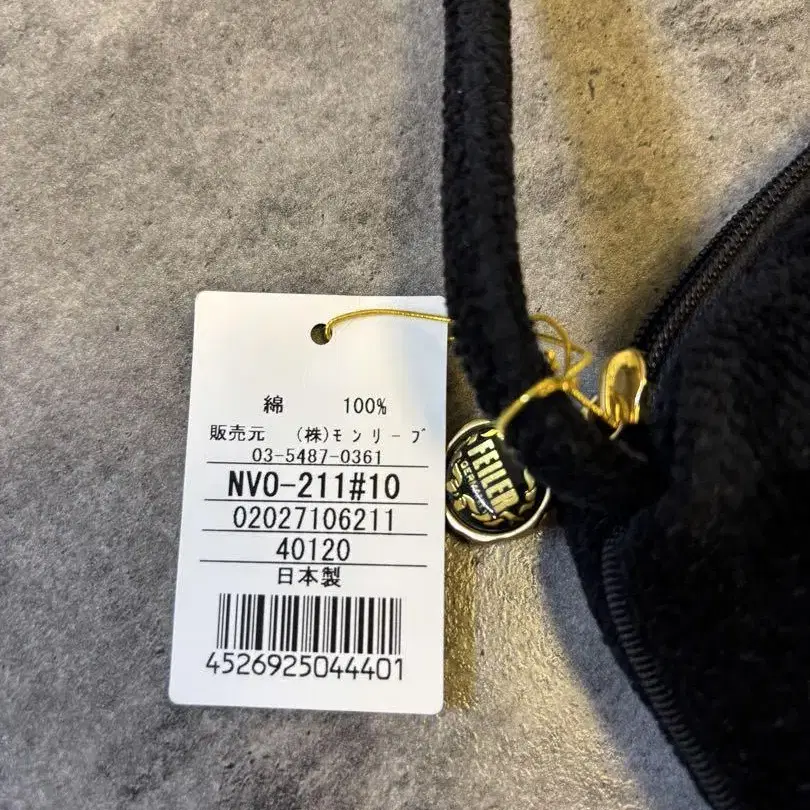 綿 100%
販売元 (株)モンリーブ
03-5487-0361
NVO-211#10
02027106211
40120
日本製
4526925044401
FEILER
GERMANY